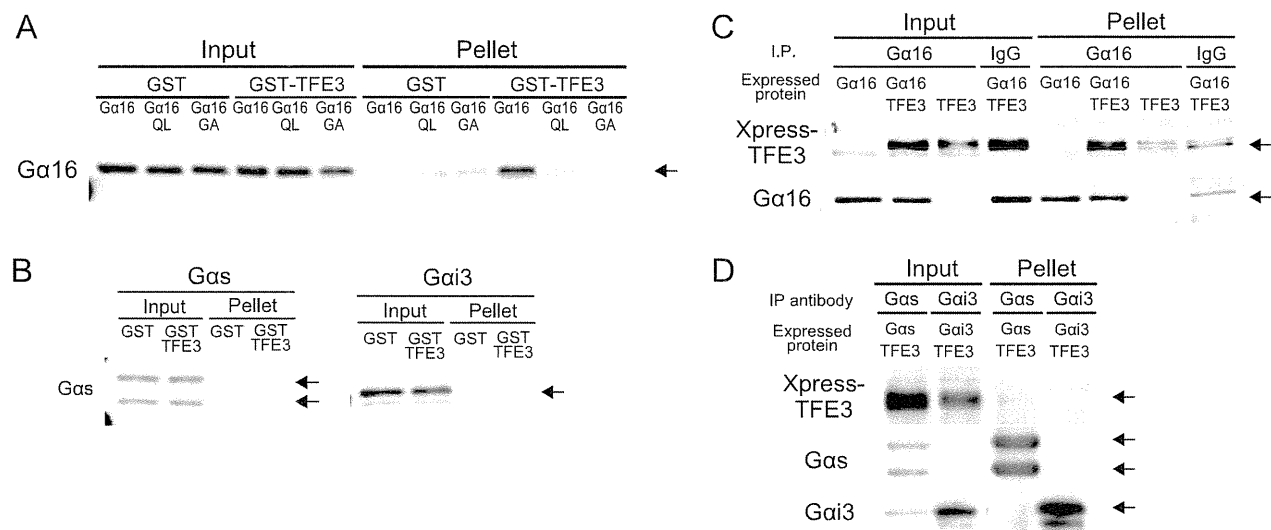 A
Input Pellet
GST GST-TFE3 GST GST-TFE3
Gα16 Gα16 Gα16 Gα16 Gα16 Gα16 Gα16 Gα16 Gα16 Gα16 Gα16 Gα16
QL GA QL GA QL GA QL GA
Gα16
B
Gαs
Input Pellet
GST GST GST GST
TFE3 TFE3
Gαs
Gαi3
Input Pellet
GST GST GST GST
TFE3 TFE3
C
Input Pellet
I.P. Gα16 IgG Gα16 IgG
Expressed Gα16 Gα16 TFE3 Gα16 Gα16 Gα16 TFE3 Gα16
protein TFE3 TFE3 TFE3 TFE3
Xpress-
TFE3
Gα16
D
Input Pellet
IP antibody Gαs Gαi3 Gαs Gαi3
Expressed Gαs Gαi3 Gαs Gαi3
protein TFE3 TFE3 TFE3 TFE3
Xpress-
TFE3
Gαs
Gαi3